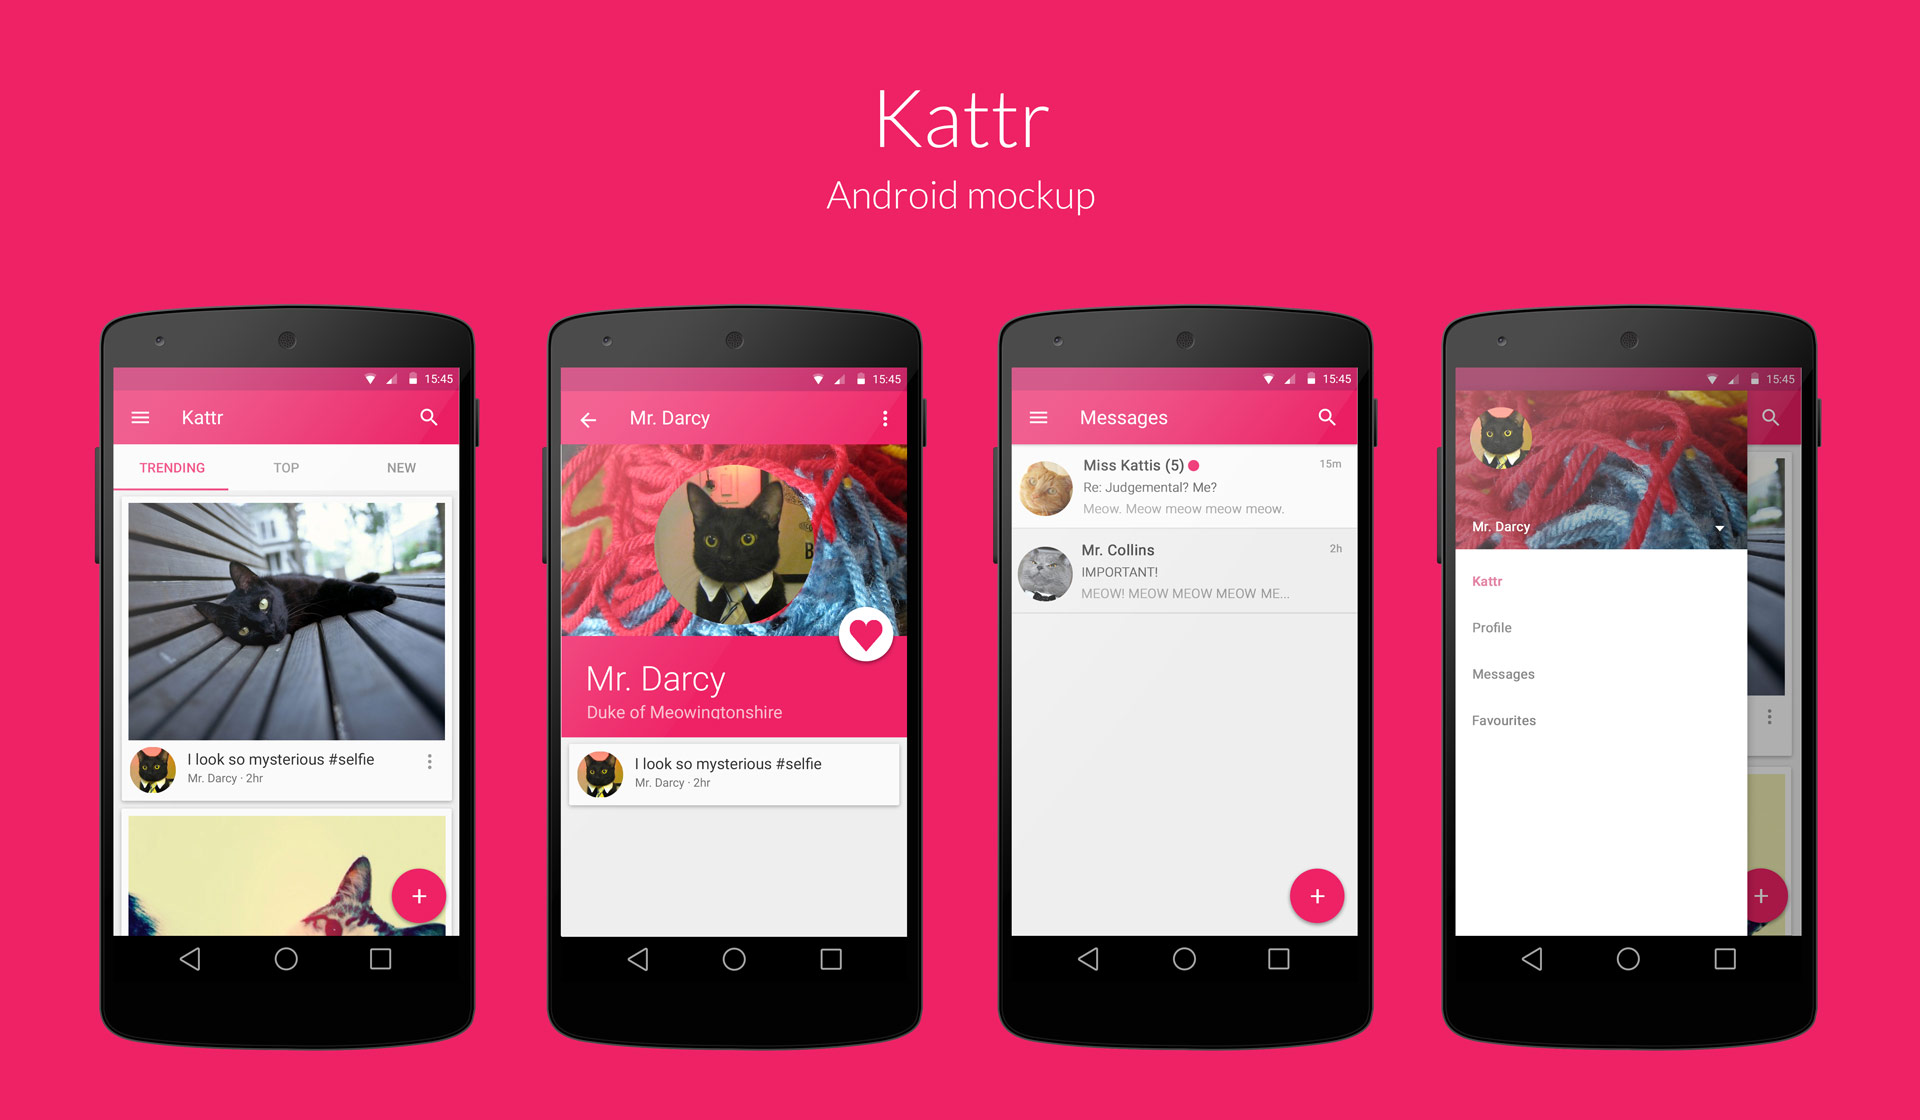 Kattr
Android mockup
15:45
Kattr
TRENDING TOP NEW
I look so mysterious #selfie
Mr. Darcy · 2hr
+
15:45
Mr. Darcy
Mr. Darcy
Duke of Meowingtonshire
I look so mysterious #selfie
Mr. Darcy · 2hr
15:45
Messages
Miss Kattis (5) 15m
Re: Judgemental? Me?
Meow. Meow meow meow meow.
Mr. Collins 2h
IMPORTANT!
MEOW! MEOW MEOW MEOW ME...
+
15:45
Mr. Darcy
Kattr
Profile
Messages
Favourites
+